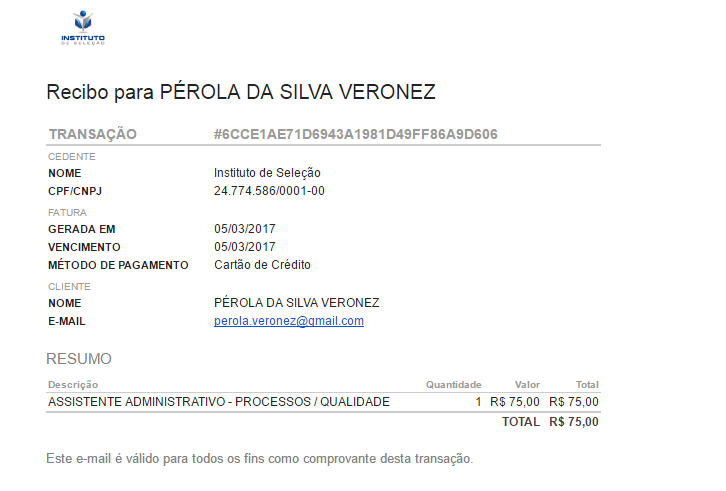 INSTITUTO
DE SELEÇÃO
Recibo para PÉROLA DA SILVA VERONEZ
TRANSAÇÃO #6CCE1AE71D6943A1981D49FF86A9D606
CEDENTE
NOME Instituto de Seleção
CPF/CNPJ 24.774.586/0001-00
FATURA
GERADA EM 05/03/2017
VENCIMENTO 05/03/2017
MÉTODO DE PAGAMENTO Cartão de Crédito
CLIENTE
NOME PÉROLA DA SILVA VERONEZ
E-MAIL perola.veronez@gmail.com
RESUMO
Descrição Quantidade Valor Total
ASSISTENTE ADMINISTRATIVO - PROCESSOS / QUALIDADE 1 R$ 75,00 R$ 75,00
TOTAL R$ 75,00
Este e-mail é válido para todos os fins como comprovante desta transação.